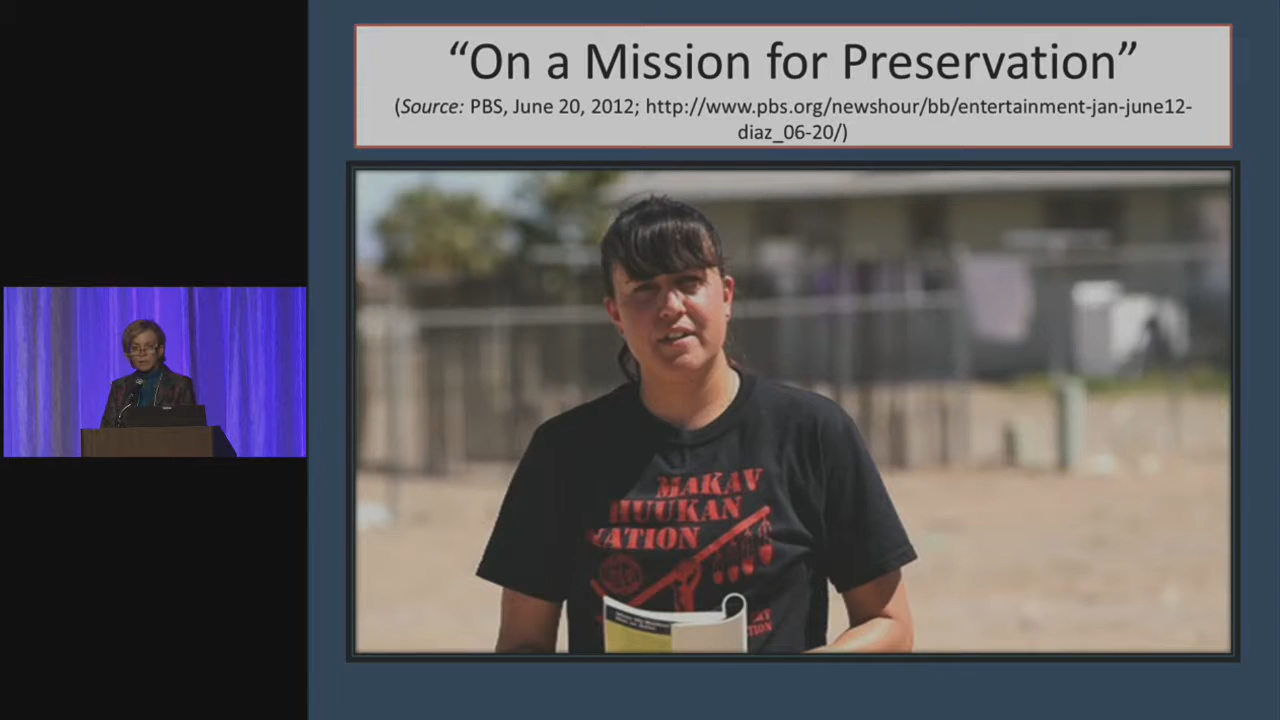 “On a Mission for Preservation”
(Source: PBS, June 20, 2012; http://www.pbs.org/newshour/bb/entertainment-jan-june12-
diaz_06-20/)
MAKAV
HUUKAN
NATION